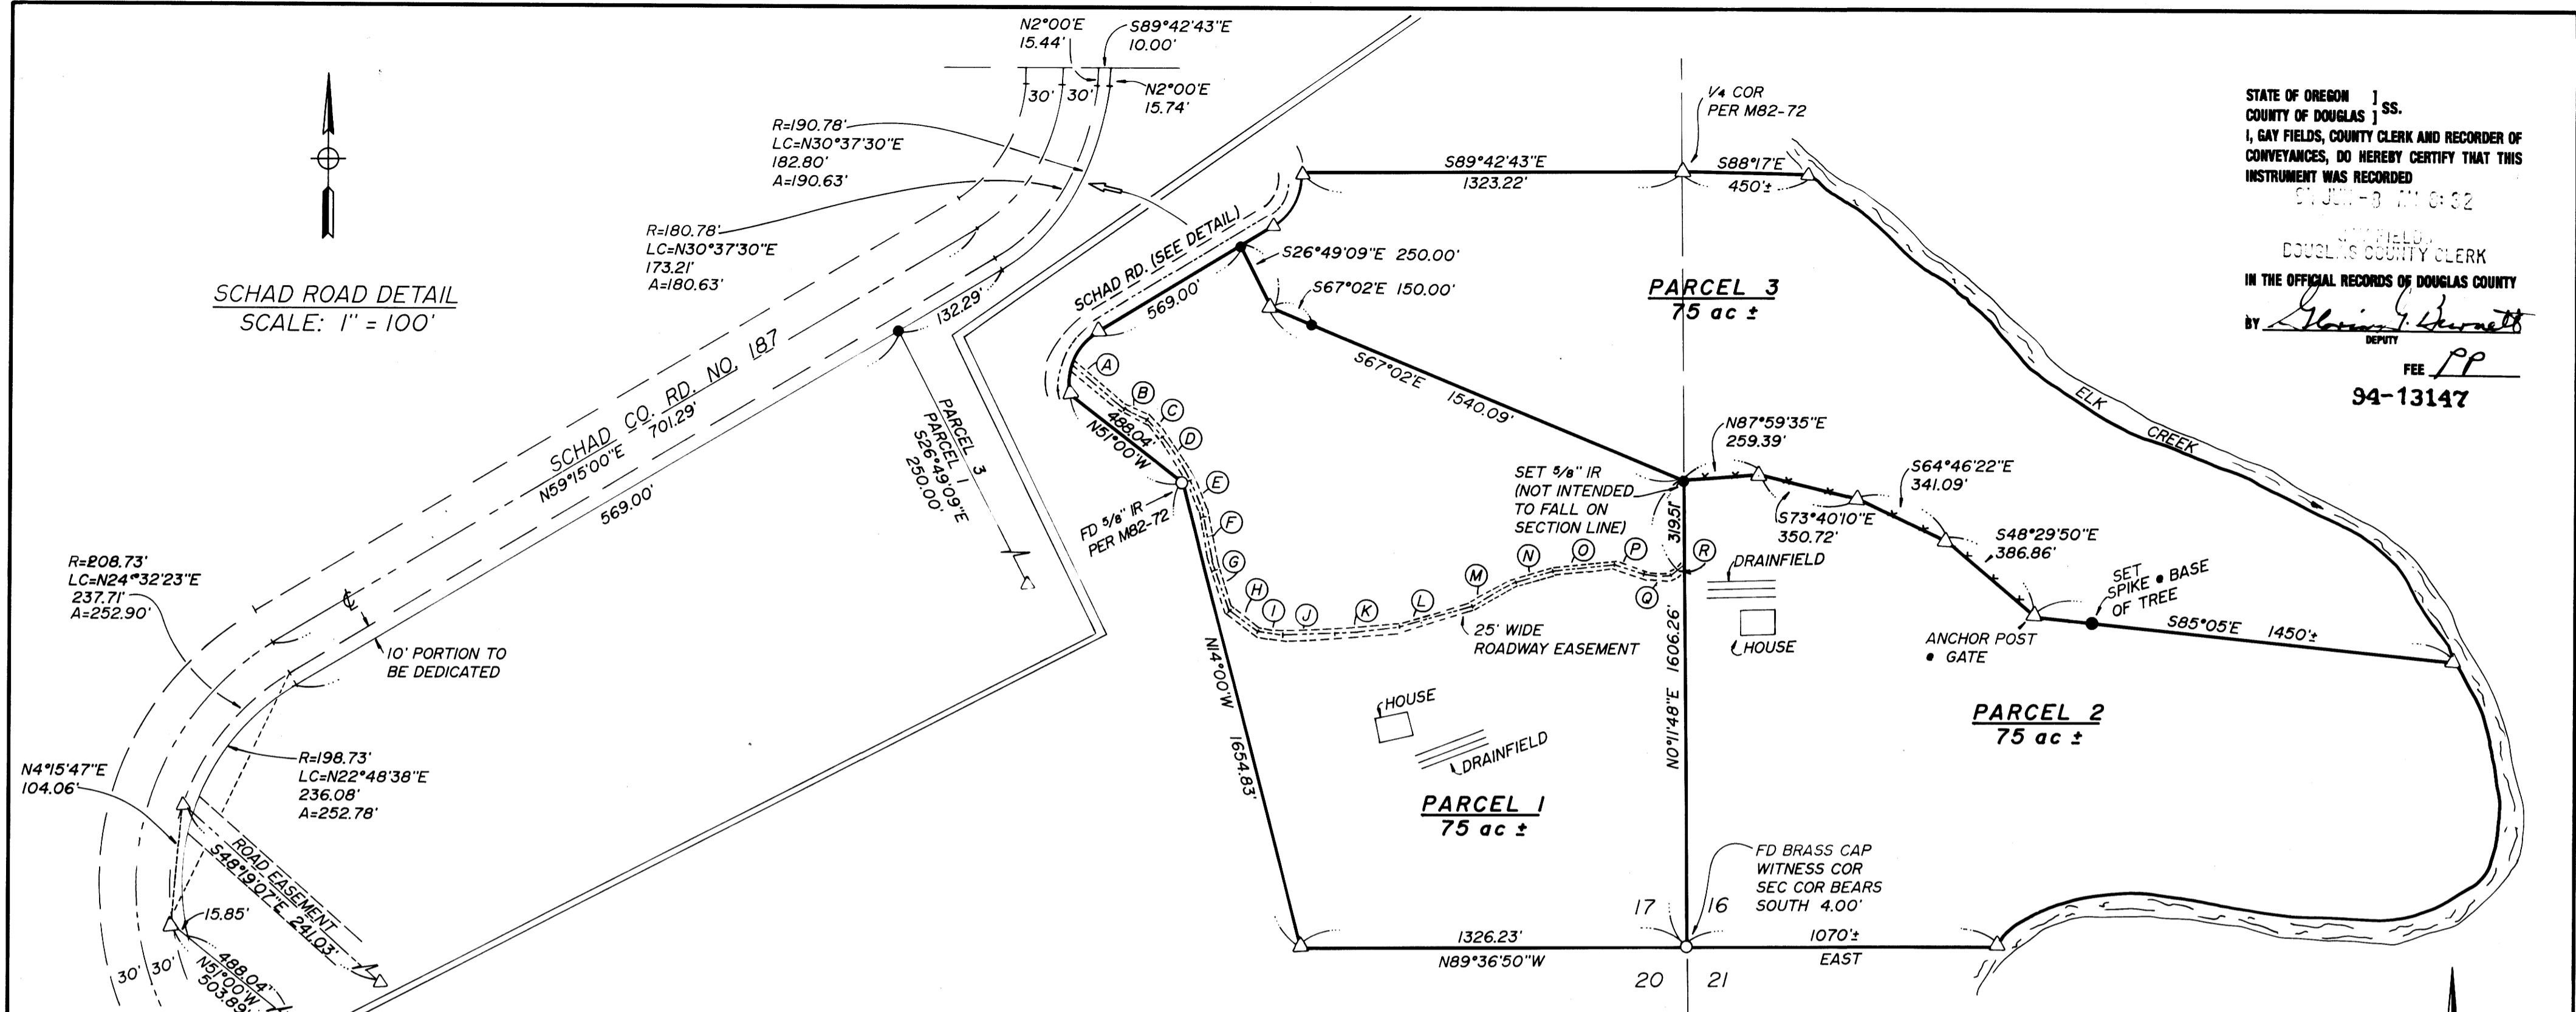 SCHAD ROAD DETAIL
SCALE: 1" = 100'
N2°00'E
15.44'
S89°42'43"E
10.00'
30'
30'
N2°00'E
15.74'
R=190.78'
LC=N30°37'30"E
182.80'
A=190.63'
R=180.78'
LC=N30°37'30"E
173.21'
A=180.63'
132.29'
SCHAD CO. RD. NO. 187
N59°15'00"E 701.29'
569.00'
PARCEL 3
PARCEL 1
S26°49'09"E
250.00'
R=208.73'
LC=N24°32'23"E
237.71'
A=252.90'
℄
10' PORTION TO
BE DEDICATED
N4°15'47"E
104.06'
R=198.73'
LC=N22°48'38"E
236.08'
A=252.78'
ROAD EASEMENT
S48°19'07"E 241.03'
15.85'
488.04'
N51°00'W
503.89'
30'
30'
1/4 COR
PER M82-72
S89°42'43"E
1323.22'
S88°17'E
450'±
SCHAD RD. (SEE DETAIL)
569.00'
S26°49'09"E 250.00'
S67°02'E 150.00'
PARCEL 3
75 ac ±
S67°02'E
1540.09'
A
B
C
D
E
F
G
H
I
J
K
L
M
N
O
P
Q
R
488.04'
N51°00'W
FD 5/8" IR
PER M82-72
SET 5/8" IR
(NOT INTENDED
TO FALL ON
SECTION LINE)
319.51'
N87°59'35"E
259.39'
S73°40'10"E
350.72'
S64°46'22"E
341.09'
S48°29'50"E
386.86'
SET
SPIKE • BASE
OF TREE
ANCHOR POST
• GATE
S85°05'E 1450'±
ELK
CREEK
DRAINFIELD
HOUSE
25' WIDE
ROADWAY EASEMENT
N14°00'W
1654.83'
HOUSE
DRAINFIELD
N0°11'48"E 1606.26'
PARCEL 1
75 ac ±
PARCEL 2
75 ac ±
FD BRASS CAP
WITNESS COR
SEC COR BEARS
SOUTH 4.00'
17
16
1326.23'
N89°36'50"W
1070'±
EAST
20
21
STATE OF OREGON ]
COUNTY OF DOUGLAS ] SS.
I, GAY FIELDS, COUNTY CLERK AND RECORDER OF
CONVEYANCES, DO HEREBY CERTIFY THAT THIS
INSTRUMENT WAS RECORDED
8:32
DOUGLAS COUNTY CLERK
IN THE OFFICIAL RECORDS OF DOUGLAS COUNTY
BY
DEPUTY
FEE PP
94-13147